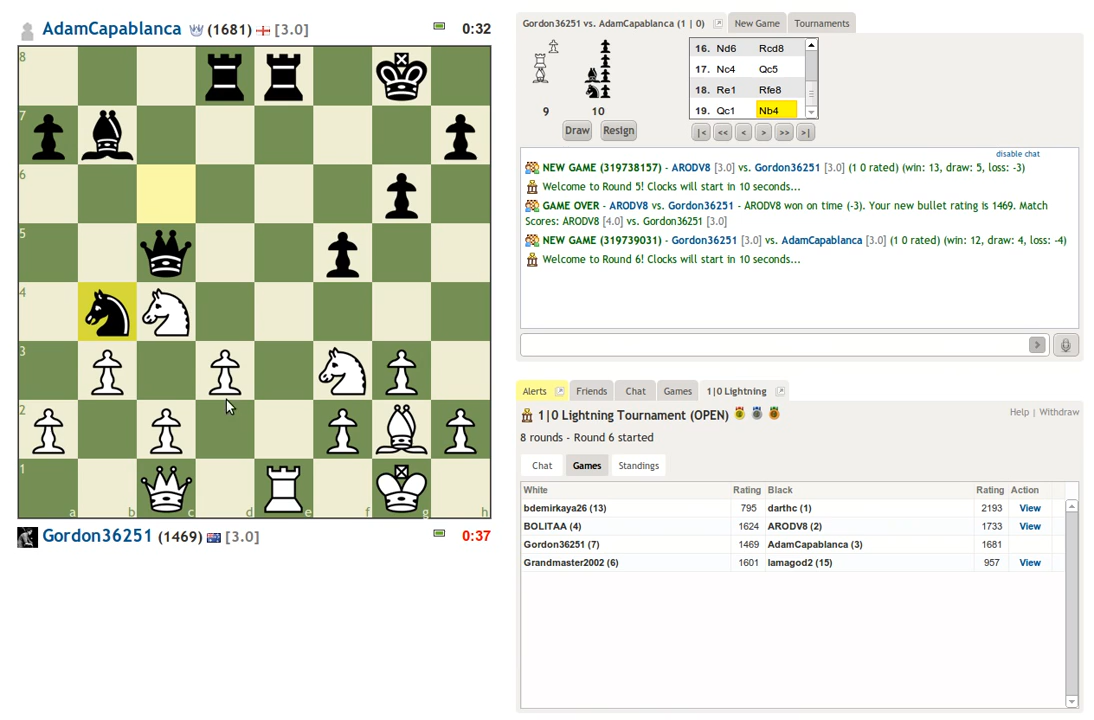 AdamCapablanca (1681) [3.0] 0:32
8
7
6
5
4
3
2
1
a b c d e f g h
Gordon36251 (1469) [3.0] 0:37
Gordon36251 vs. AdamCapablanca (1 | 0) New Game Tournaments
9 10
Draw Resign
16. Nd6 Rcd8
17. Nc4 Qc5
18. Re1 Rfe8
19. Qc1 Nb4
|< << < > >> >|
disable chat
NEW GAME (319738157) - ARODV8 [3.0] vs. Gordon36251 [3.0] (1 0 rated) (win: 13, draw: 5, loss: -3)
Welcome to Round 5! Clocks will start in 10 seconds...
GAME OVER - ARODV8 vs. Gordon36251 - ARODV8 won on time (-3). Your new bullet rating is 1469. Match
Scores: ARODV8 [4.0] vs. Gordon36251 [3.0]
NEW GAME (319739031) - Gordon36251 [3.0] vs. AdamCapablanca [3.0] (1 0 rated) (win: 12, draw: 4, loss: -4)
Welcome to Round 6! Clocks will start in 10 seconds...
Alerts Friends Chat Games 1|0 Lightning
1|0 Lightning Tournament (OPEN) Help | Withdraw
8 rounds - Round 6 started
Chat Games Standings
White Rating Black Rating Action
bdemirkaya26 (13) 795 darthc (1) 2193 View
BOLITAA (4) 1624 ARODV8 (2) 1733 View
Gordon36251 (7) 1469 AdamCapablanca (3) 1681
Grandmaster2002 (6) 1601 lamagod2 (15) 957 View